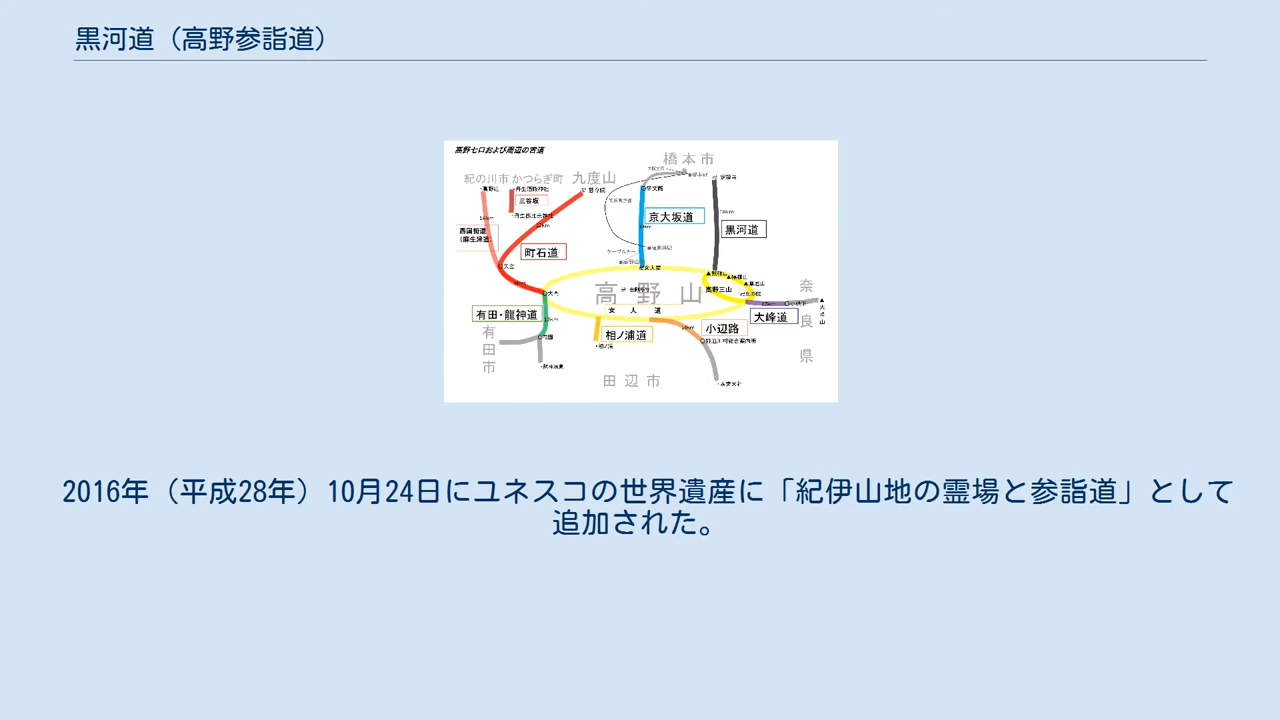 黒河道（高野参詣道）
高野七口および周辺の古道
橋本市
紀の川市 かつらぎ町 九度山
三谷坂
京大坂道
黒河道
西国街道
（麻生津道）
町石道
高野山
高野三山
女人道
奈良県
大峰道
有田・龍神道
相ノ浦道
小辺路
有田市
田辺市
2016年（平成28年）10月24日にユネスコの世界遺産に「紀伊山地の霊場と参詣道」として
追加された。